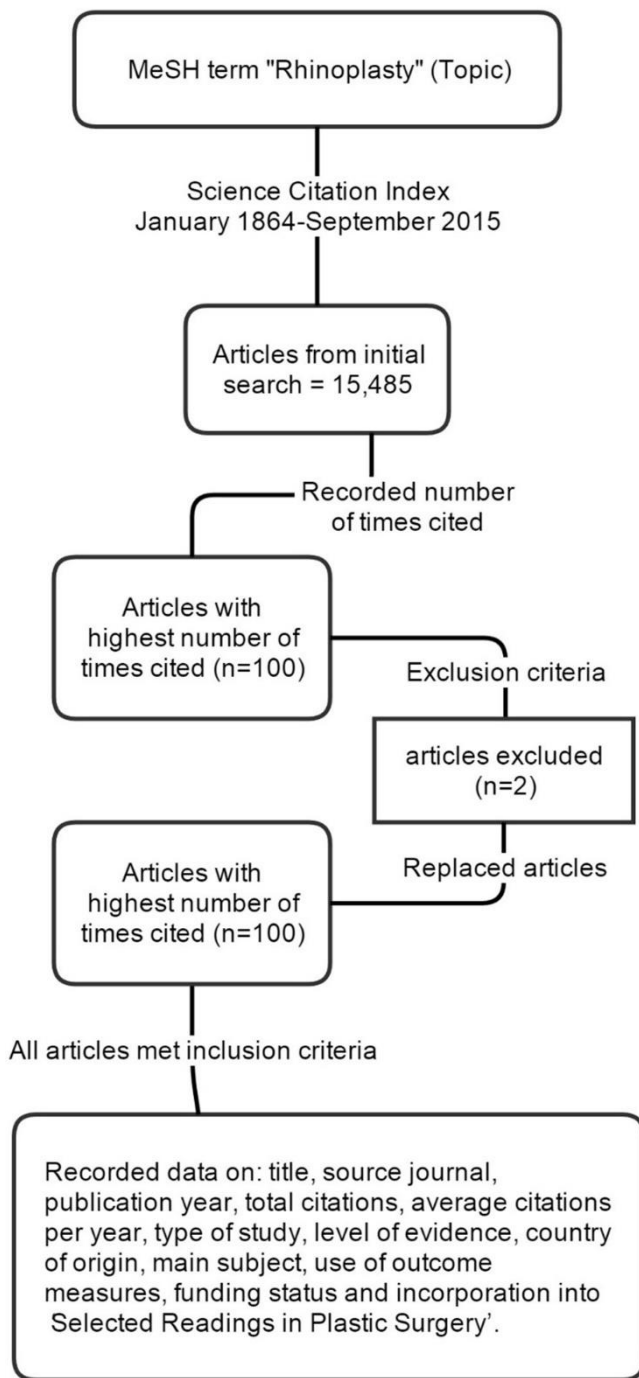 MeSH term "Rhinoplasty" (Topic)
Science Citation Index
January 1864-September 2015
Articles from initial
search = 15,485
Recorded number
of times cited
Articles with
highest number of
times cited (n=100)
Exclusion criteria
articles excluded
(n=2)
Replaced articles
Articles with
highest number of
times cited (n=100)
All articles met inclusion criteria
Recorded data on: title, source journal,
publication year, total citations, average citations
per year, type of study, level of evidence, country
of origin, main subject, use of outcome
measures, funding status and incorporation into
Selected Readings in Plastic Surgery’.